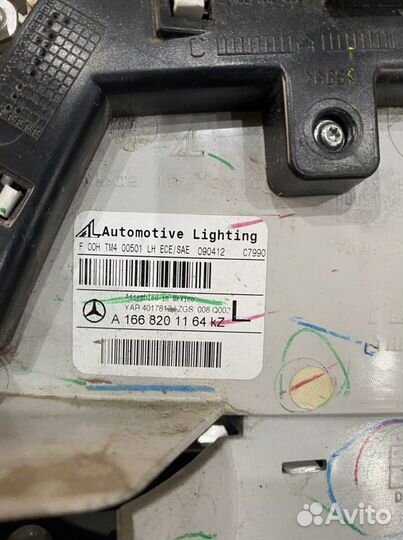 C
>ABS<
Made in Mexico
AL Automotive Lighting
F 00H TM4 00501 LH ECE/SAE 090412 C7990
Assembled in Mexico
L
A 166 820 11 64 KZ
Avito